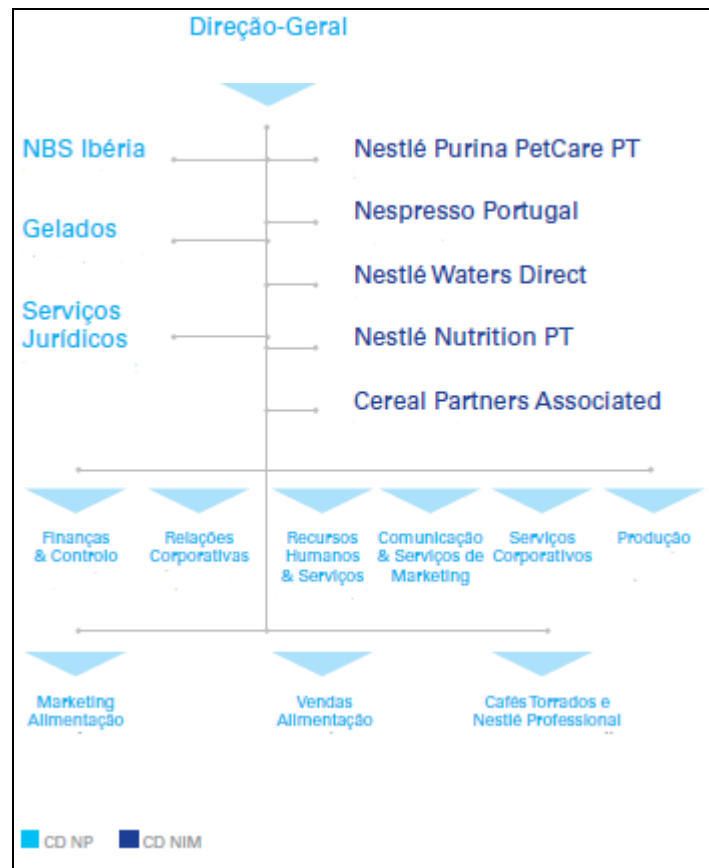 Direção-Geral
NBS Ibéria
Nestlé Purina PetCare PT
Nespresso Portugal
Gelados
Nestlé Waters Direct
Serviços
Jurídicos
Nestlé Nutrition PT
Cereal Partners Associated
Finanças
& Controlo
Relações
Corporativas
Recursos
Humanos
& Serviços
Comunicação
& Serviços de
Marketing
Serviços
Corporativos
Produção
Marketing
Alimentação
Vendas
Alimentação
Cafés Torrados e
Nestlé Professional
CD NP
CD NIM